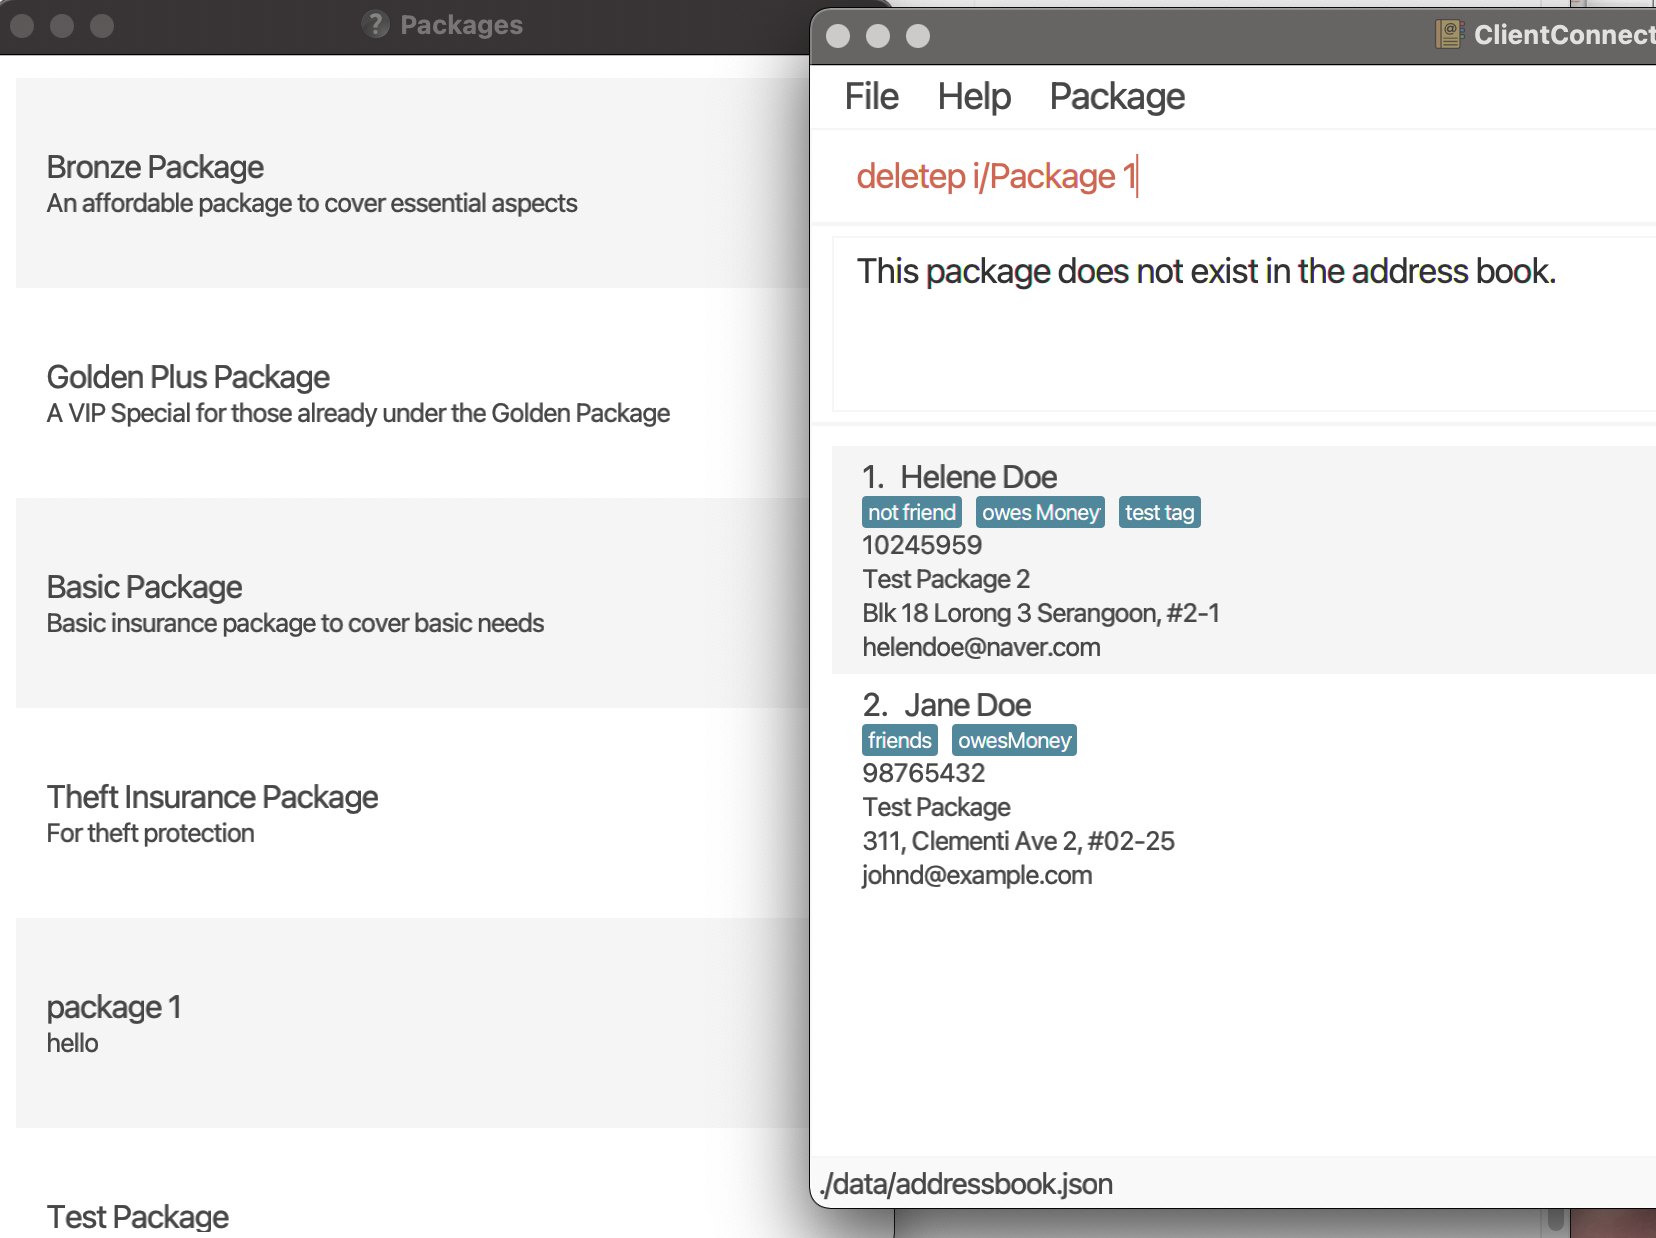 Packages
Bronze Package
An affordable package to cover essential aspects
Golden Plus Package
A VIP Special for those already under the Golden Package
Basic Package
Basic insurance package to cover basic needs
Theft Insurance Package
For theft protection
package 1
hello
Test Package
ClientConnect
File Help Package
deletep i/Package 1
This package does not exist in the address book.
1. Helene Doe
not friend owes Money test tag
10245959
Test Package 2
Blk 18 Lorong 3 Serangoon, #2-1
helendoe@naver.com
2. Jane Doe
friends owesMoney
98765432
Test Package
311, Clementi Ave 2, #02-25
johnd@example.com
./data/addressbook.json